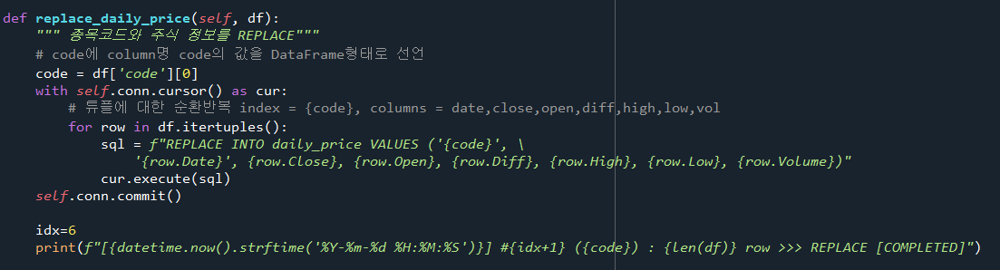 def replace_daily_price(self, df):
    """ 종목코드와 주식 정보를 REPLACE"""
    # code에 column명 code의 값을 DataFrame형태로 선언
    code = df['code'][0]
    with self.conn.cursor() as cur:
        # 튜플에 대한 순환반복 index = {code}, columns = date,close,open,diff,high,low,vol
        for row in df.itertuples():
            sql = f"REPLACE INTO daily_price VALUES ('{code}', \
                '{row.Date}', {row.Close}, {row.Open}, {row.Diff}, {row.High}, {row.Low}, {row.Volume})"
            cur.execute(sql)
    self.conn.commit()

    idx=6
    print(f"[{datetime.now().strftime('%Y-%m-%d %H:%M:%S')}] #{idx+1} ({code}) : {len(df)} row >>> REPLACE [COMPLETED]")